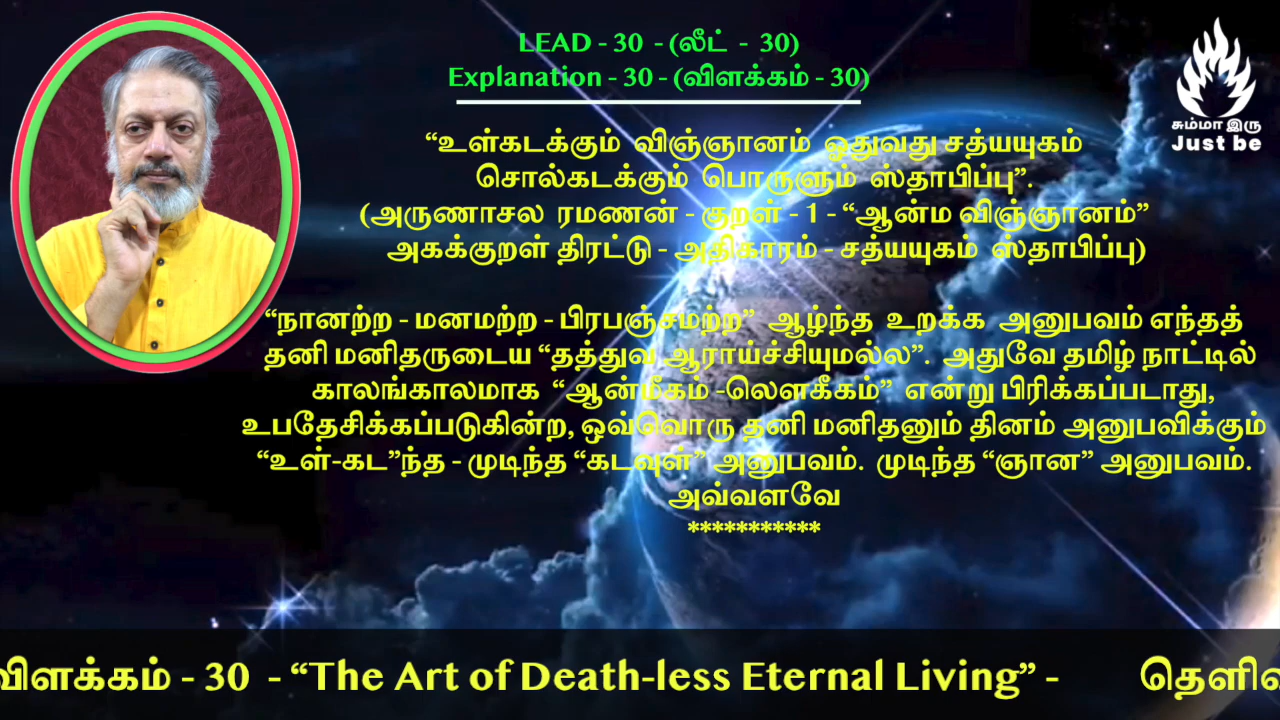 LEAD - 30 - (லீட் - 30)
Explanation - 30 - (விளக்கம் - 30)
சும்மா இரு
Just be
“உள்கடக்கும் விஞ்ஞானம் ஓதுவது சத்யயுகம்
சொல்கடக்கும் பொருளும் ஸ்தாபிப்பு”.
(அருணாசல ரமணன் - குறள் - 1 - “ஆன்ம விஞ்ஞானம்”
அகக்குறள் திரட்டு - அதிகாரம் - சத்யயுகம் ஸ்தாபிப்பு)
“நானற்ற - மனமற்ற - பிரபஞ்சமற்ற” ஆழ்ந்த உறக்க அனுபவம் எந்தத்
தனி மனிதருடைய “தத்துவ ஆராய்ச்சியுமல்ல”. அதுவே தமிழ் நாட்டில்
காலங்காலமாக “ஆன்மீகம் -லௌகீகம்” என்று பிரிக்கப்படாது,
உபதேசிக்கப்படுகின்ற, ஒவ்வொரு தனி மனிதனும் தினம் அனுபவிக்கும்
“உள்-கட”ந்த - முடிந்த “கடவுள்” அனுபவம். முடிந்த “ஞான” அனுபவம்.
அவ்வளவே
***********
விளக்கம் - 30 - “The Art of Death-less Eternal Living” -